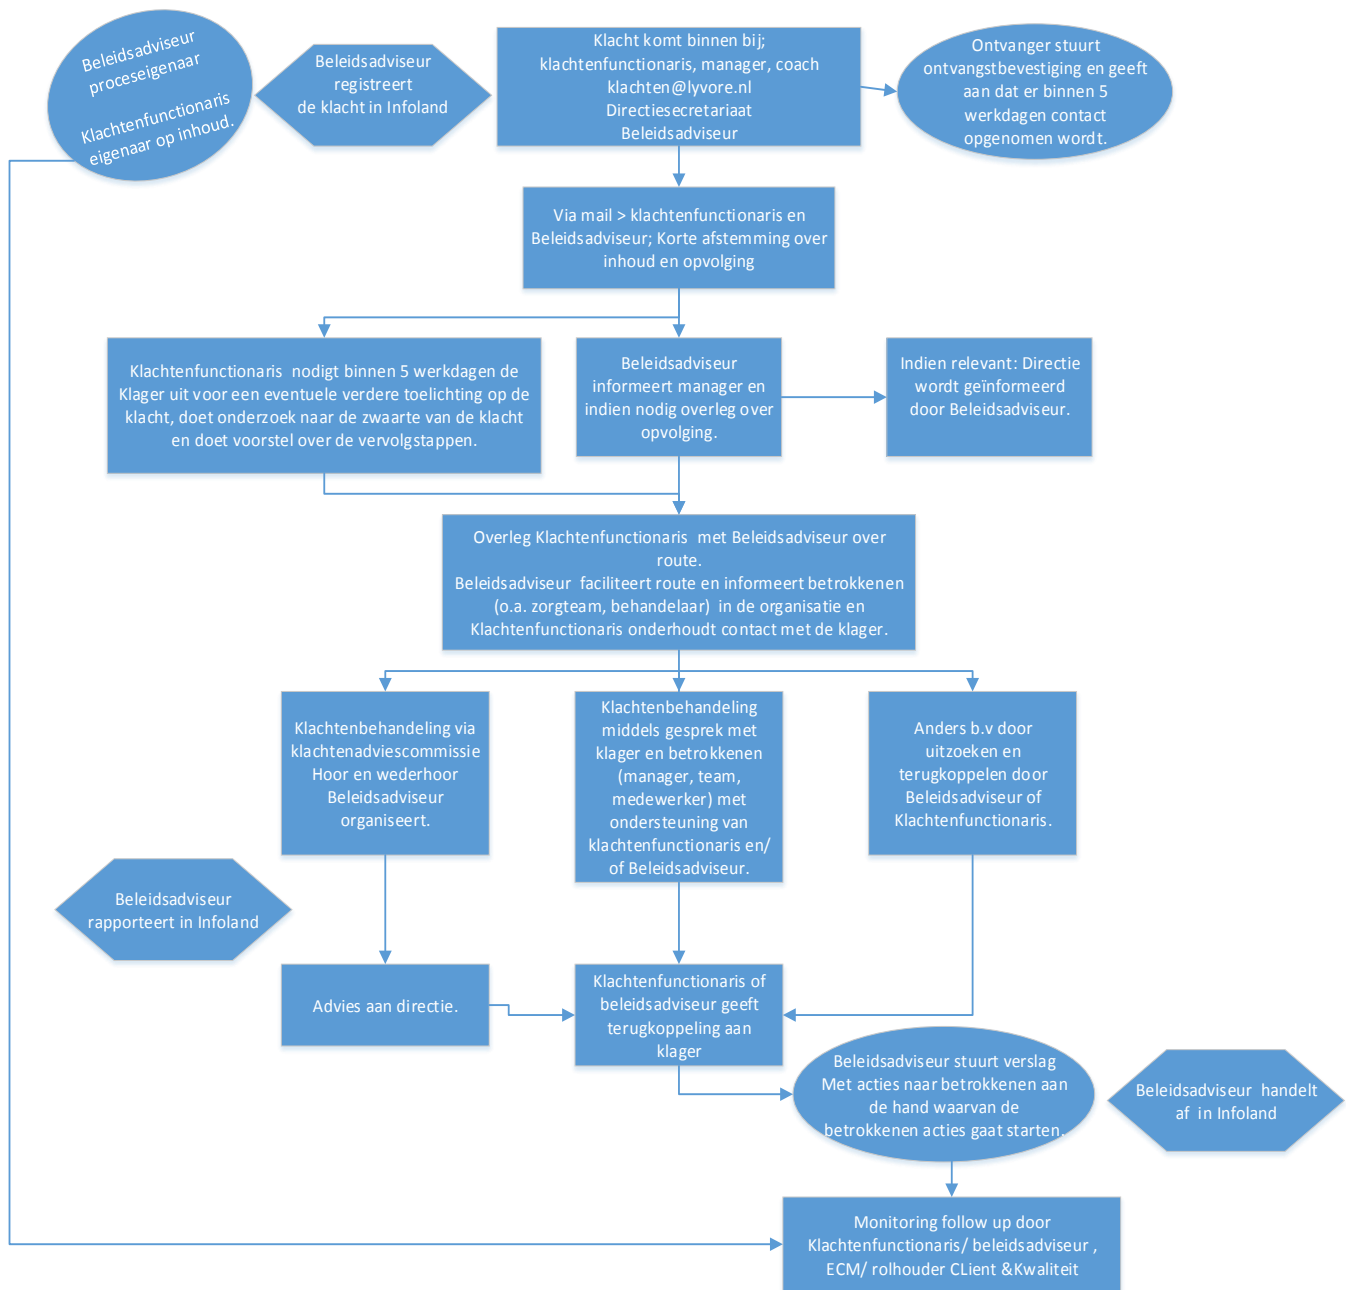 Beleidsadviseur
proceseigenaar
Klachtenfunctionaris
eigenaar op inhoud.
Beleidsadviseur
registreert
de klacht in Infoland
Klacht komt binnen bij;
klachtenfunctionaris, manager, coach
klachten@lyvore.nl
Directiesecretariaat
Beleidsadviseur
Ontvanger stuurt
ontvangstbevestiging en geeft
aan dat er binnen 5
werkdagen contact
opgenomen wordt.
Via mail > klachtenfunctionaris en
Beleidsadviseur; Korte afstemming over
inhoud en opvolging
Klachtenfunctionaris nodigt binnen 5 werkdagen de
Klager uit voor een eventuele verdere toelichting op de
klacht, doet onderzoek naar de zwaarte van de klacht
en doet voorstel over de vervolgstappen.
Beleidsadviseur
informeert manager en
indien nodig overleg over
opvolging.
Indien relevant: Directie
wordt geïnformeerd
door Beleidsadviseur.
Overleg Klachtenfunctionaris met Beleidsadviseur over
route.
Beleidsadviseur faciliteert route en informeert betrokkenen
(o.a. zorgteam, behandelaar) in de organisatie en
Klachtenfunctionaris onderhoudt contact met de klager.
Klachtenbehandeling via
klachtenadviescommissie
Hoor en wederhoor
Beleidsadviseur
organiseert.
Klachtenbehandeling
middels gesprek met
klager en betrokkenen
(manager, team,
medewerker) met
ondersteuning van
klachtenfunctionaris en/
of Beleidsadviseur.
Anders b.v door
uitzoeken en
terugkoppelen door
Beleidsadviseur of
Klachtenfunctionaris.
Beleidsadviseur
rapporteert in Infoland
Advies aan directie.
Klachtenfunctionaris of
beleidsadviseur geeft
terugkoppeling aan
klager
Beleidsadviseur stuurt verslag
Met acties naar betrokkenen aan
de hand waarvan de
betrokkenen acties gaat starten.
Beleidsadviseur handelt
af in Infoland
Monitoring follow up door
Klachtenfunctionaris/ beleidsadviseur ,
ECM/ rolhouder CLient &Kwaliteit